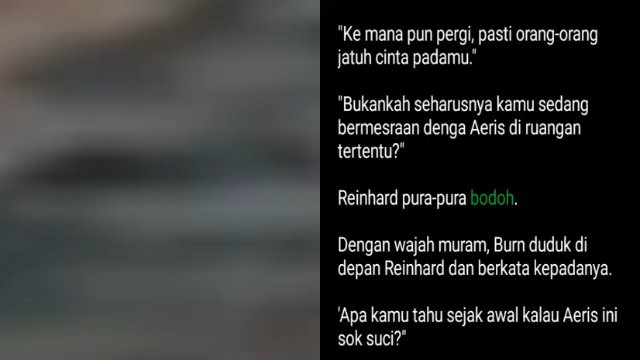 "Ke mana pun pergi, pasti orang-orang
jatuh cinta padamu."
"Bukankah seharusnya kamu sedang
bermesraan denga Aeris di ruangan
tertentu?"
Reinhard pura-pura bodoh.
Dengan wajah muram, Burn duduk di
depan Reinhard dan berkata kepadanya.
'Apa kamu tahu sejak awal kalau Aeris ini
sok suci?"